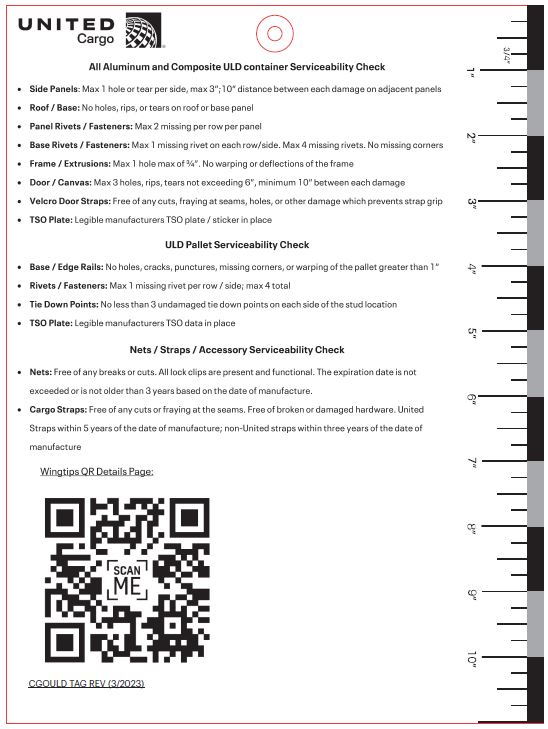 UNITED
Cargo
All Aluminum and Composite ULD container Serviceability Check
• Side Panels: Max 1 hole or tear per side, max 3”;10” distance between each damage on adjacent panels
• Roof / Base: No holes, rips, or tears on roof or base panel
• Panel Rivets / Fasteners: Max 2 missing per row per panel
• Base Rivets / Fasteners: Max 1 missing rivet on each row/side. Max 4 missing rivets. No missing corners
• Frame / Extrusions: Max 1 hole max of ¾”. No warping or deflections of the frame
• Door / Canvas: Max 3 holes, rips, tears not exceeding 6”, minimum 10” between each damage
• Velcro Door Straps: Free of any cuts, fraying at seams, holes, or other damage which prevents strap grip
• TSO Plate: Legible manufacturers TSO plate / sticker in place
ULD Pallet Serviceability Check
• Base / Edge Rails: No holes, cracks, punctures, missing corners, or warping of the pallet greater than 1”
• Rivets / Fasteners: Max 1 missing rivet per row / side; max 4 total
• Tie Down Points: No less than 3 undamaged tie down points on each side of the stud location
• TSO Plate: Legible manufacturers TSO data in place
Nets / Straps / Accessory Serviceability Check
• Nets: Free of any breaks or cuts. All lock clips are present and functional. The expiration date is not
exceeded or is not older than 3 years based on the date of manufacture.
• Cargo Straps: Free of any cuts or fraying at the seams. Free of broken or damaged hardware. United
Straps within 5 years of the date of manufacture; non-United straps within three years of the date of
manufacture
Wingtips QR Details Page:
SCAN
ME
CGOULD TAG REV (3/2023)
3/4”
1”
2”
3”
4”
5”
6”
7”
8”
9”
10”